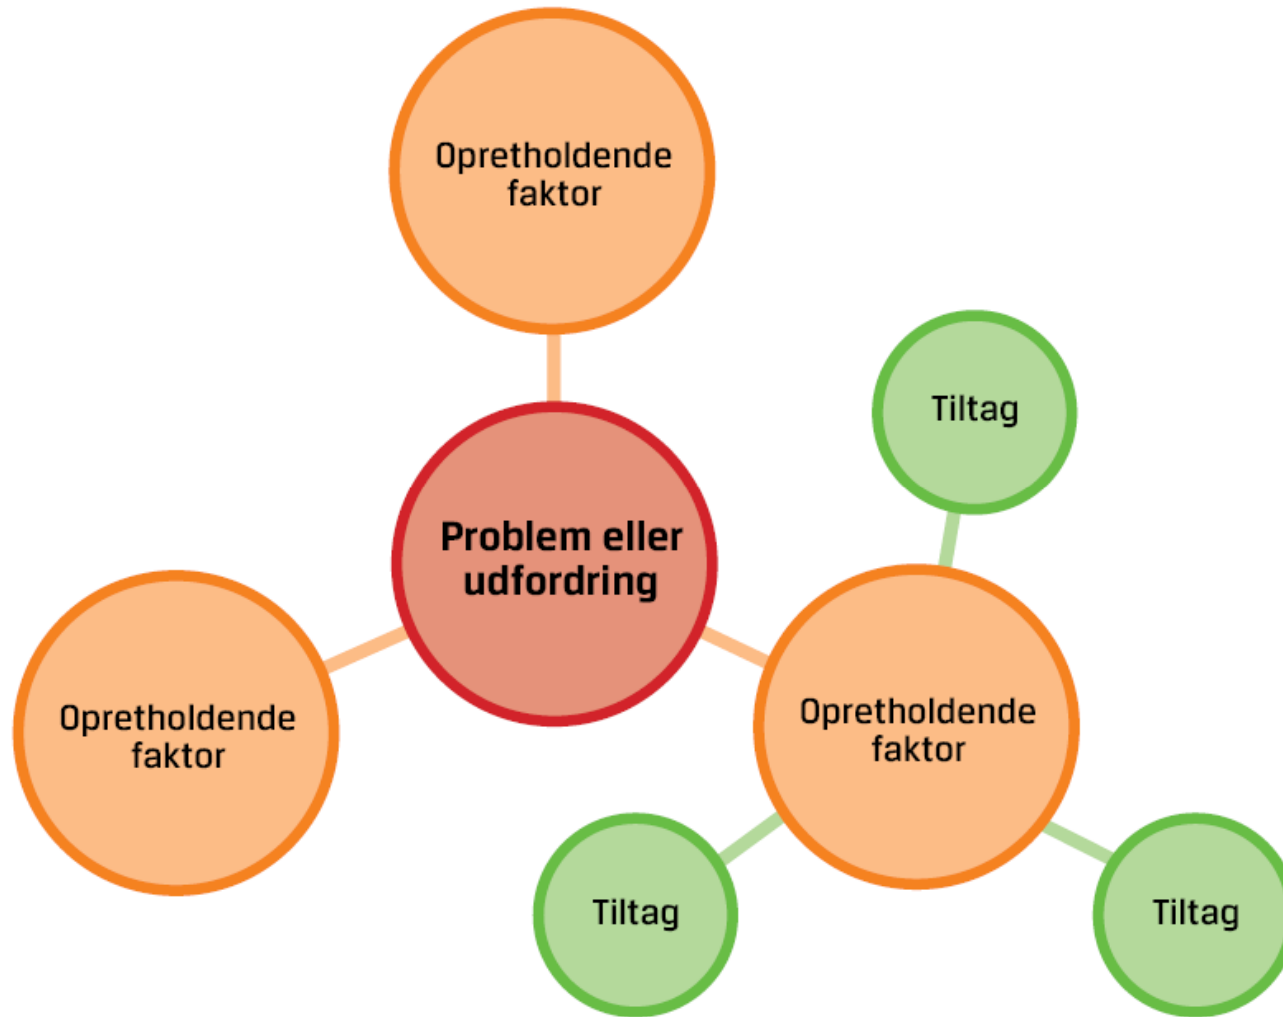 Opretholdende
faktor
Tiltag
Problem eller
udfordring
Opretholdende
faktor
Opretholdende
faktor
Tiltag
Tiltag